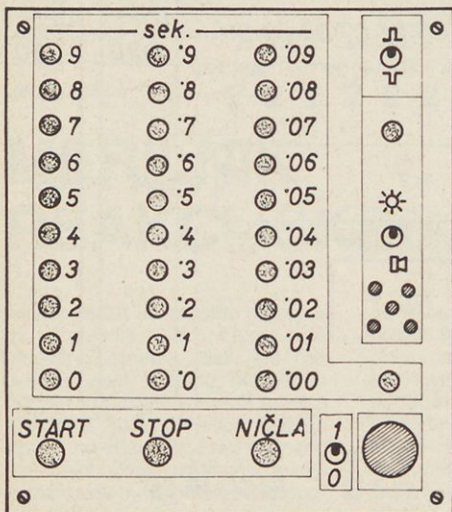 sek.
9 ·9 ·09
8 ·8 ·08
7 ·7 ·07
6 ·6 ·06
5 ·5 ·05
4 ·4 ·04
3 ·3 ·03
2 ·2 ·02
1 ·1 ·01
0 ·0 ·00
START STOP NIČLA 1
0